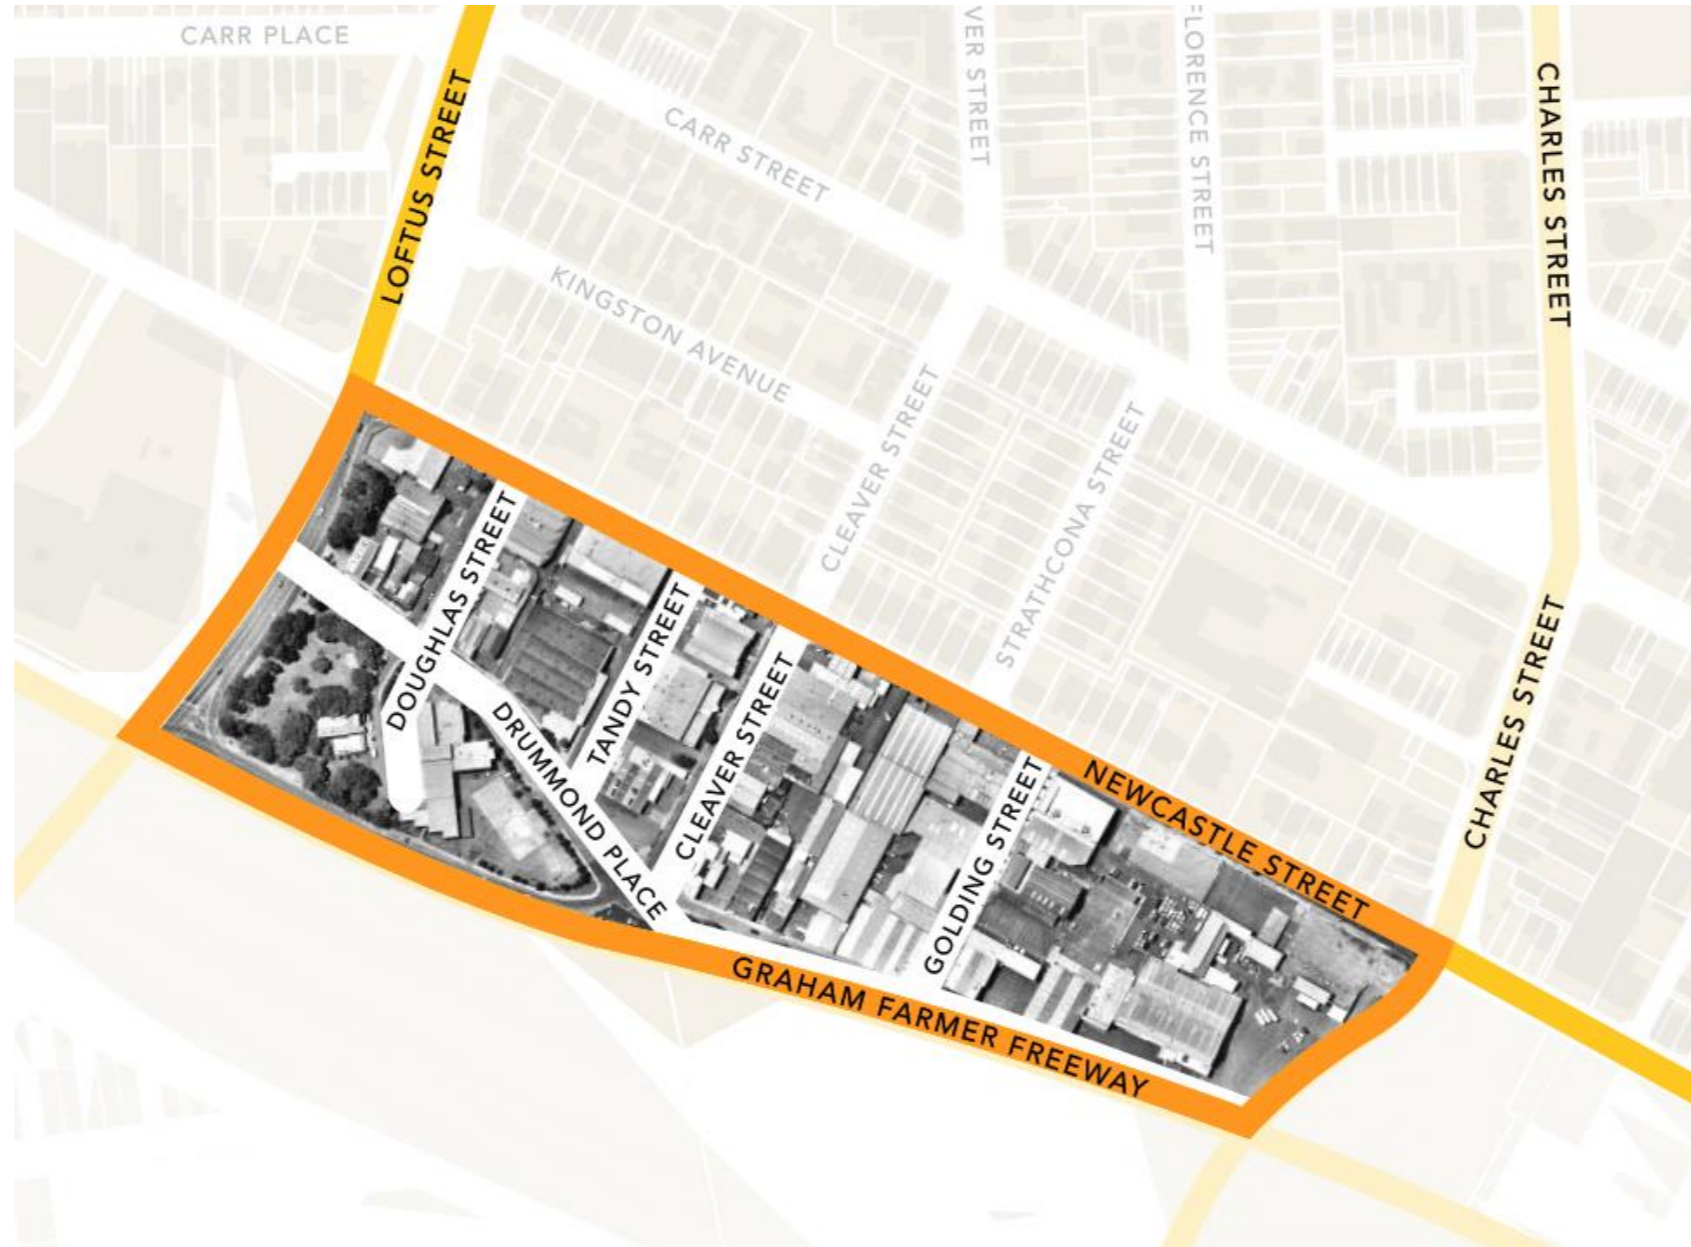 CARR PLACE
LOFTUS STREET
CARR STREET
VER STREET
FLORENCE STREET
CHARLES STREET
KINGSTON AVENUE
CLEAVER STREET
STRATHCONA STREET
CHARLES STREET
DOUGHLAS STREET
TANDY STREET
DRUMMOND PLACE
CLEAVER STREET
GOLDING STREET
NEWCASTLE STREET
GRAHAM FARMER FREEWAY